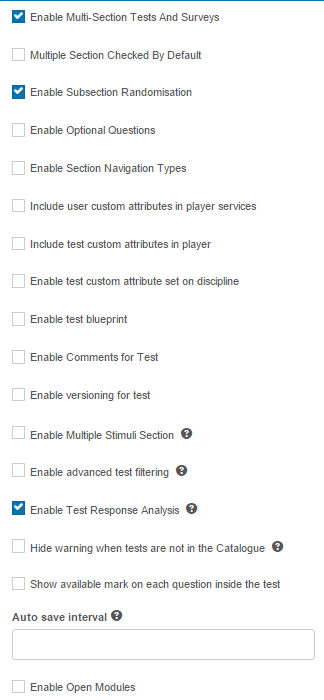 Enable Multi-Section Tests And Surveys
Multiple Section Checked By Default
Enable Subsection Randomisation
Enable Optional Questions
Enable Section Navigation Types
Include user custom attributes in player services
Include test custom attributes in player
Enable test custom attribute set on discipline
Enable test blueprint
Enable Comments for Test
Enable versioning for test
Enable Multiple Stimuli Section ?
Enable advanced test filtering ?
Enable Test Response Analysis ?
Hide warning when tests are not in the Catalogue ?
Show available mark on each question inside the test
Auto save interval ?
Enable Open Modules